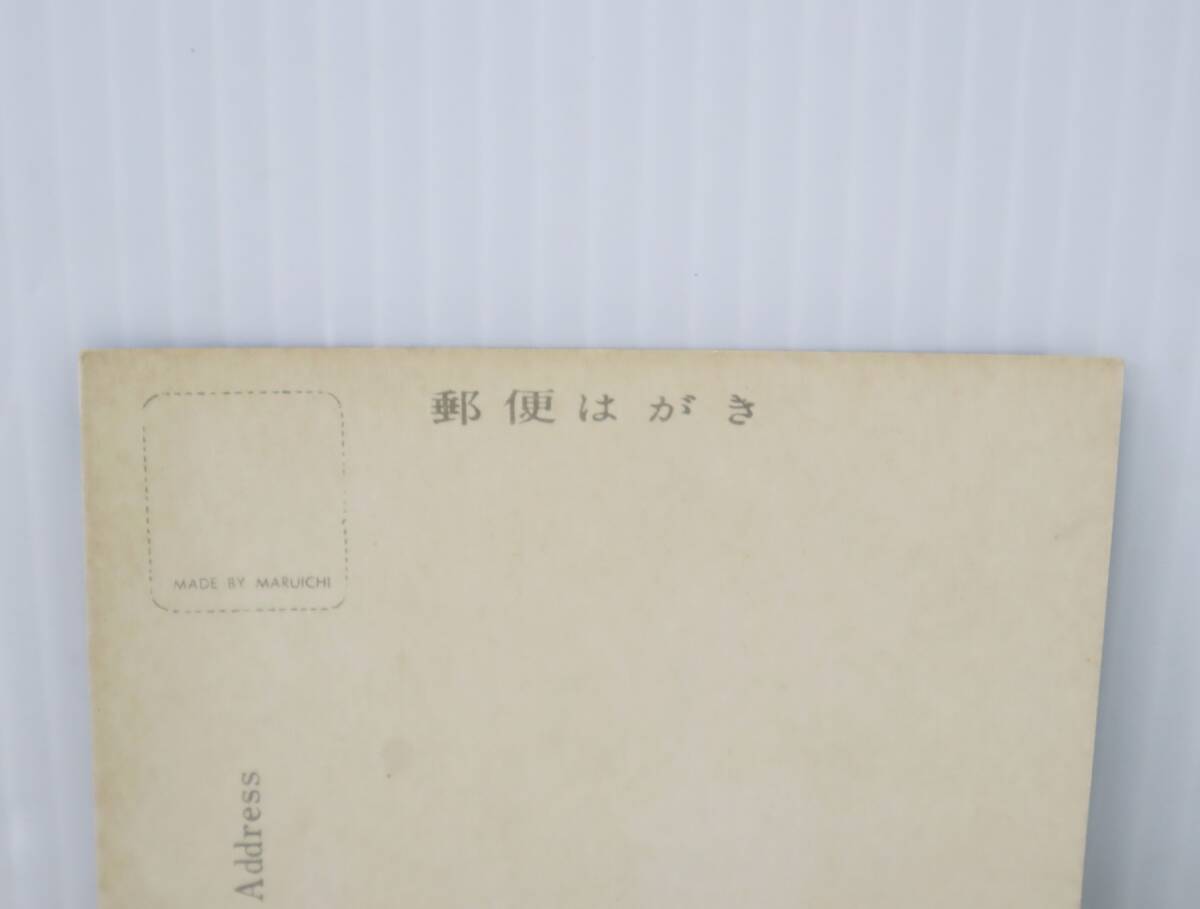 郵便はがき
MADE BY MARUICHI
Address